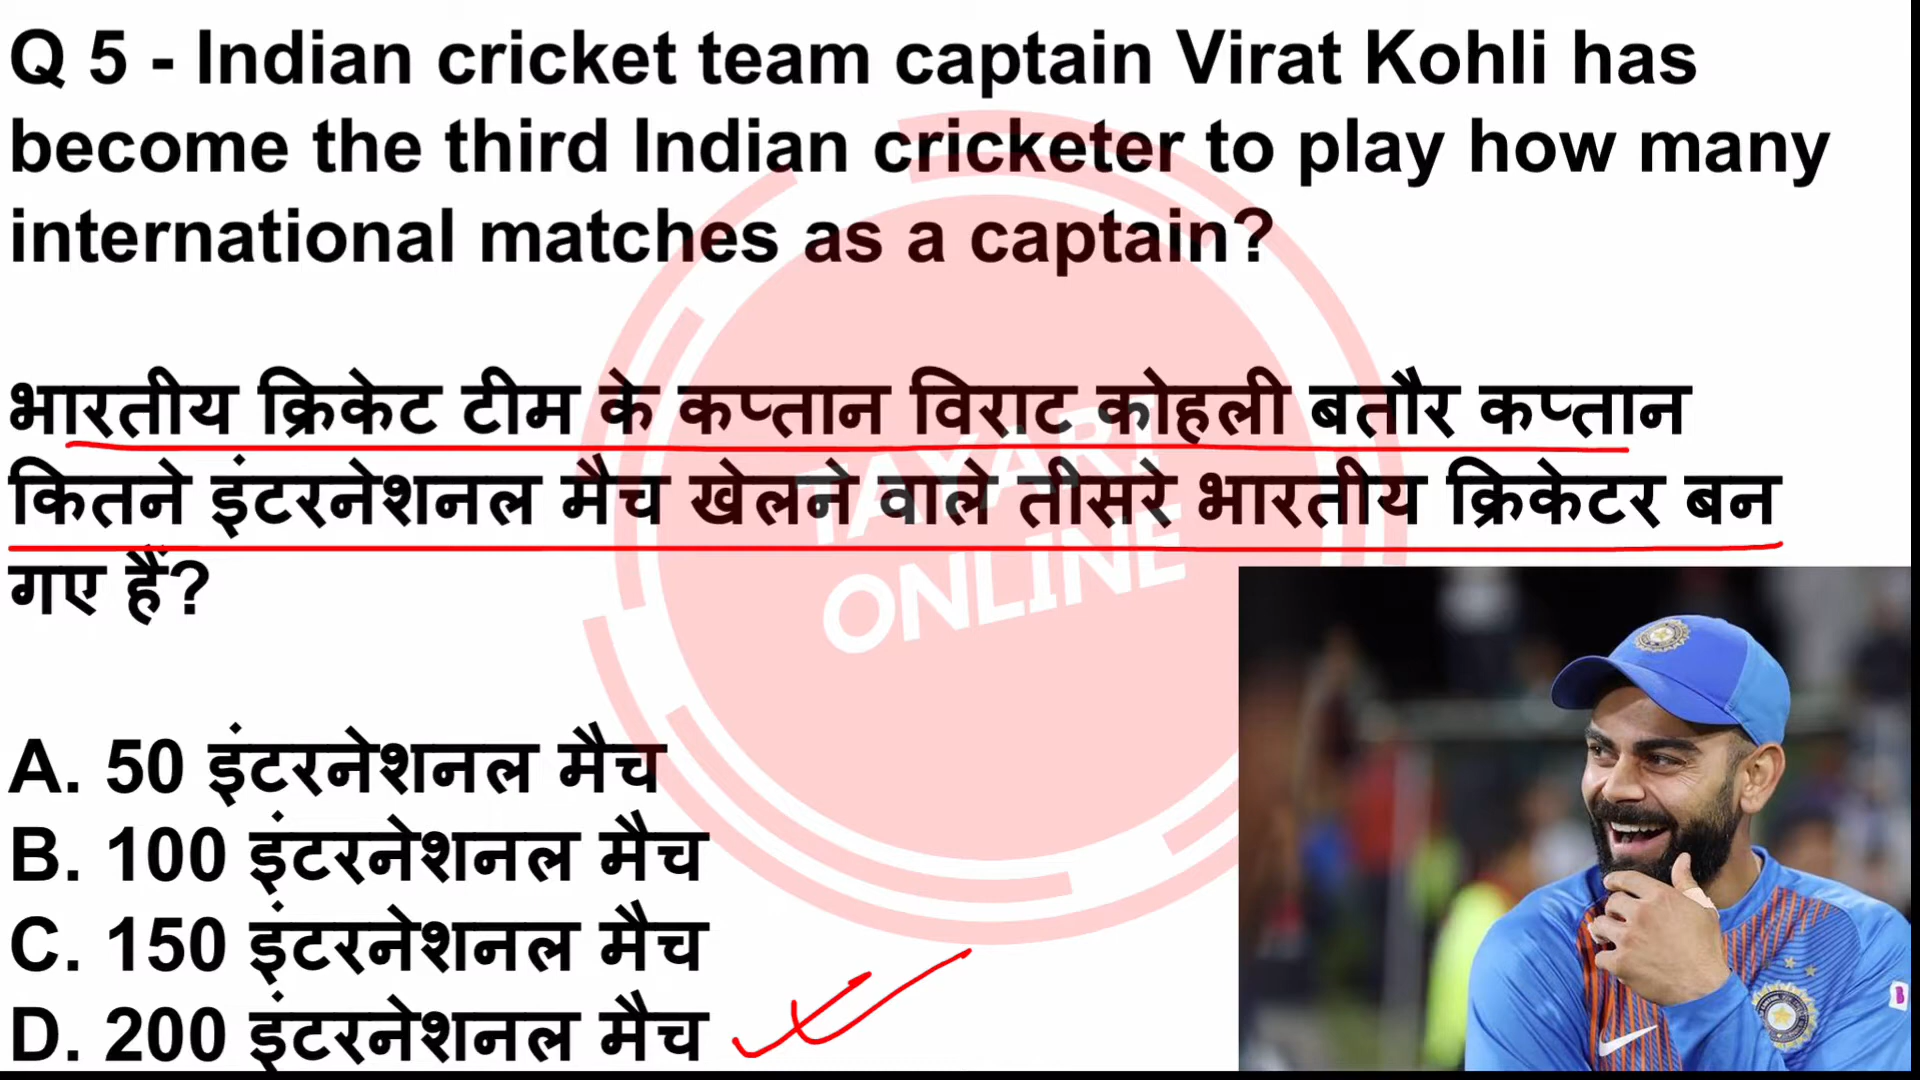 Q 5 - Indian cricket team captain Virat Kohli has
become the third Indian cricketer to play how many
international matches as a captain?
भारतीय क्रिकेट टीम के कप्तान विराट कोहली बतौर कप्तान
कितने इंटरनेशनल मैच खेलने वाले तीसरे भारतीय क्रिकेटर बन
गए हैं?
TAYARI
ONLINE
A. 50 इंटरनेशनल मैच
B. 100 इंटरनेशनल मैच
C. 150 इंटरनेशनल मैच
D. 200 इंटरनेशनल मैच